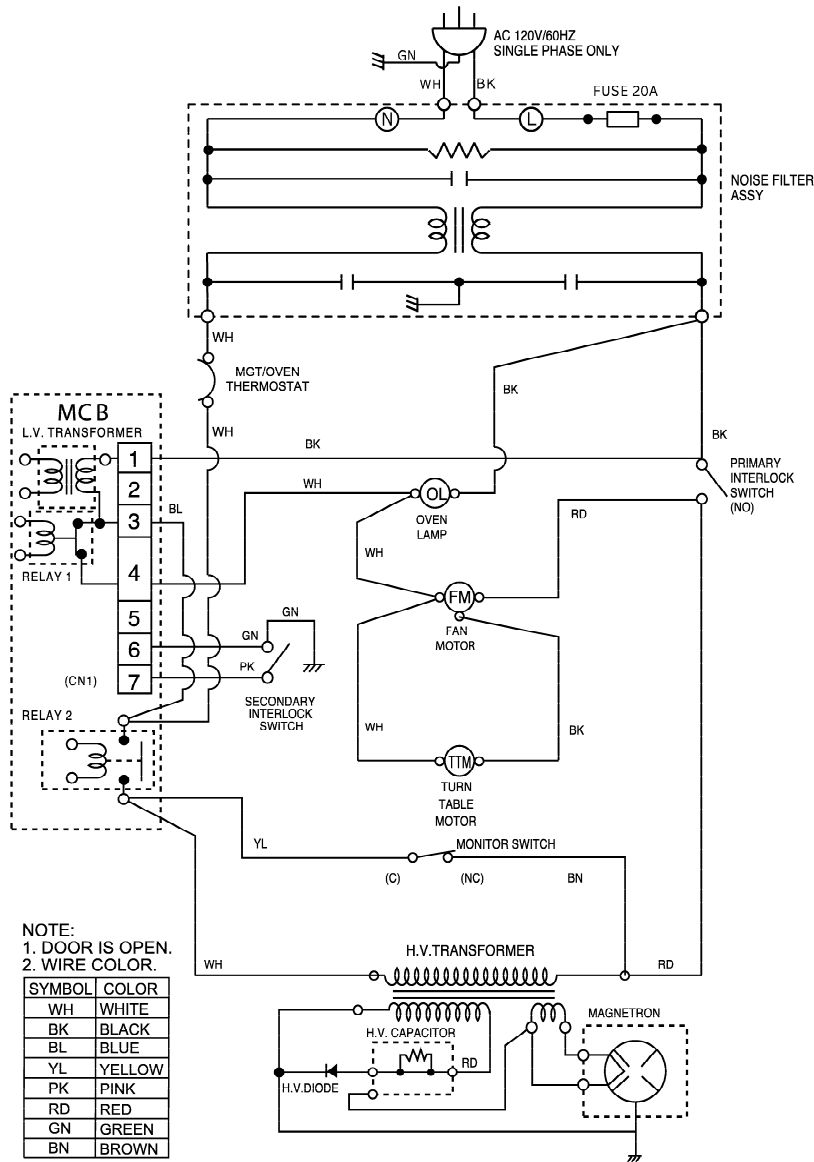 AC 120V/60HZ
SINGLE PHASE ONLY
GN
WH
BK
FUSE 20A
N
L
NOISE FILTER
ASSY
WH
MGT/OVEN
THERMOSTAT
BK
MCB
L.V. TRANSFORMER
WH
BK
BK
1
PRIMARY
INTERLOCK
SWITCH
(NO)
2
WH
OL
OVEN
LAMP
BL
3
RD
RELAY 1
4
WH
FM
FAN
MOTOR
5
GN
GN
6
PK
7
(CN1)
SECONDARY
INTERLOCK
SWITCH
RELAY 2
WH
BK
TTM
TURN
TABLE
MOTOR
YL
MONITOR SWITCH
(C)
(NC)
BN
NOTE:
1. DOOR IS OPEN.
2. WIRE COLOR.
H.V.TRANSFORMER
WH
RD
SYMBOL COLOR
WH WHITE
BK BLACK
BL BLUE
YL YELLOW
PK PINK
RD RED
GN GREEN
BN BROWN
MAGNETRON
H.V. CAPACITOR
RD
H.V.DIODE